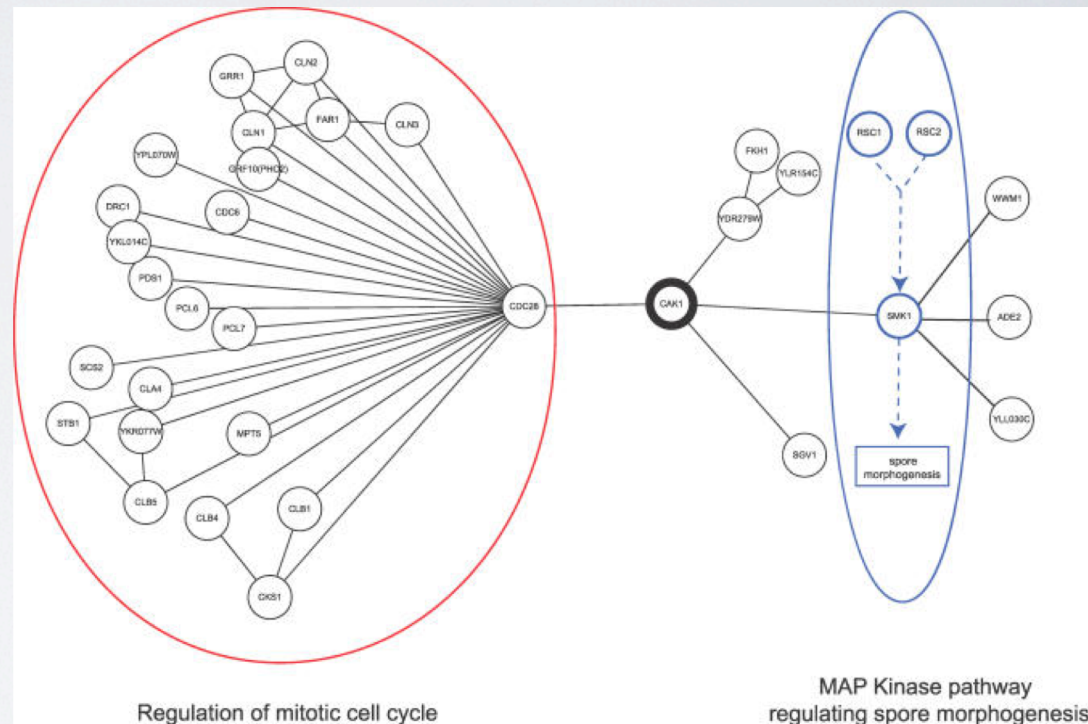 CLN2
GRR1
FAR1
CLN3
CLN1
YPL070W
GRF10(PHO2)
DRC1
CDC6
YKL014C
PDS1
PCL6
PCL7
CDC28
SCS2
CLA4
STB1
YKR077W
MPT5
CLB5
CLB4
CLB1
CKS1
FKH1
YLR154C
YDR279W
CAK1
SGV1
RSC1
RSC2
WWM1
SMK1
ADE2
YLL030C
spore
morphogenesis
Regulation of mitotic cell cycle
MAP Kinase pathway
regulating spore morphogenesis